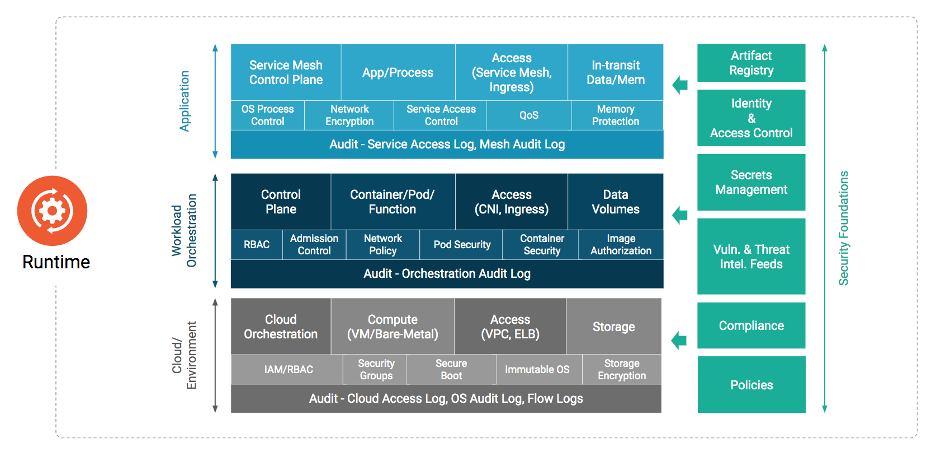 Runtime
Application
Service Mesh
Control Plane
App/Process
Access
(Service Mesh,
Ingress)
In-transit
Data/Mem
OS Process
Control
Network
Encryption
Service Access
Control
QoS
Memory
Protection
Audit - Service Access Log, Mesh Audit Log
Workload
Orchestration
Control
Plane
Container/Pod/
Function
Access
(CNI, Ingress)
Data
Volumes
RBAC
Admission
Control
Network
Policy
Pod Security
Container
Security
Image
Authorization
Audit - Orchestration Audit Log
Cloud/
Environment
Cloud
Orchestration
Compute
(VM/Bare-Metal)
Access
(VPC, ELB)
Storage
IAM/RBAC
Security
Groups
Secure
Boot
Immutable OS
Storage
Encryption
Audit - Cloud Access Log, OS Audit Log, Flow Logs
Artifact
Registry
Identity
&
Access Control
Secrets
Management
Vuln. & Threat
Intel. Feeds
Compliance
Policies
Security Foundations